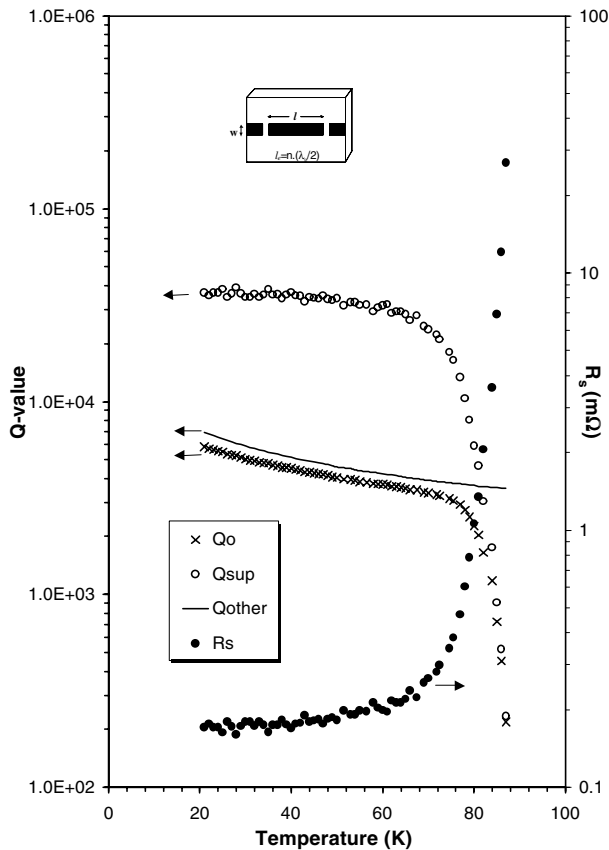 1.0E+06
1.0E+05
1.0E+04
1.0E+03
1.0E+02
Q-value
100
10
1
0.1
Rs (mΩ)
l
w
lr=n.(λ/2)
Qo
Qsup
Qother
Rs
0 20 40 60 80 100
Temperature (K)